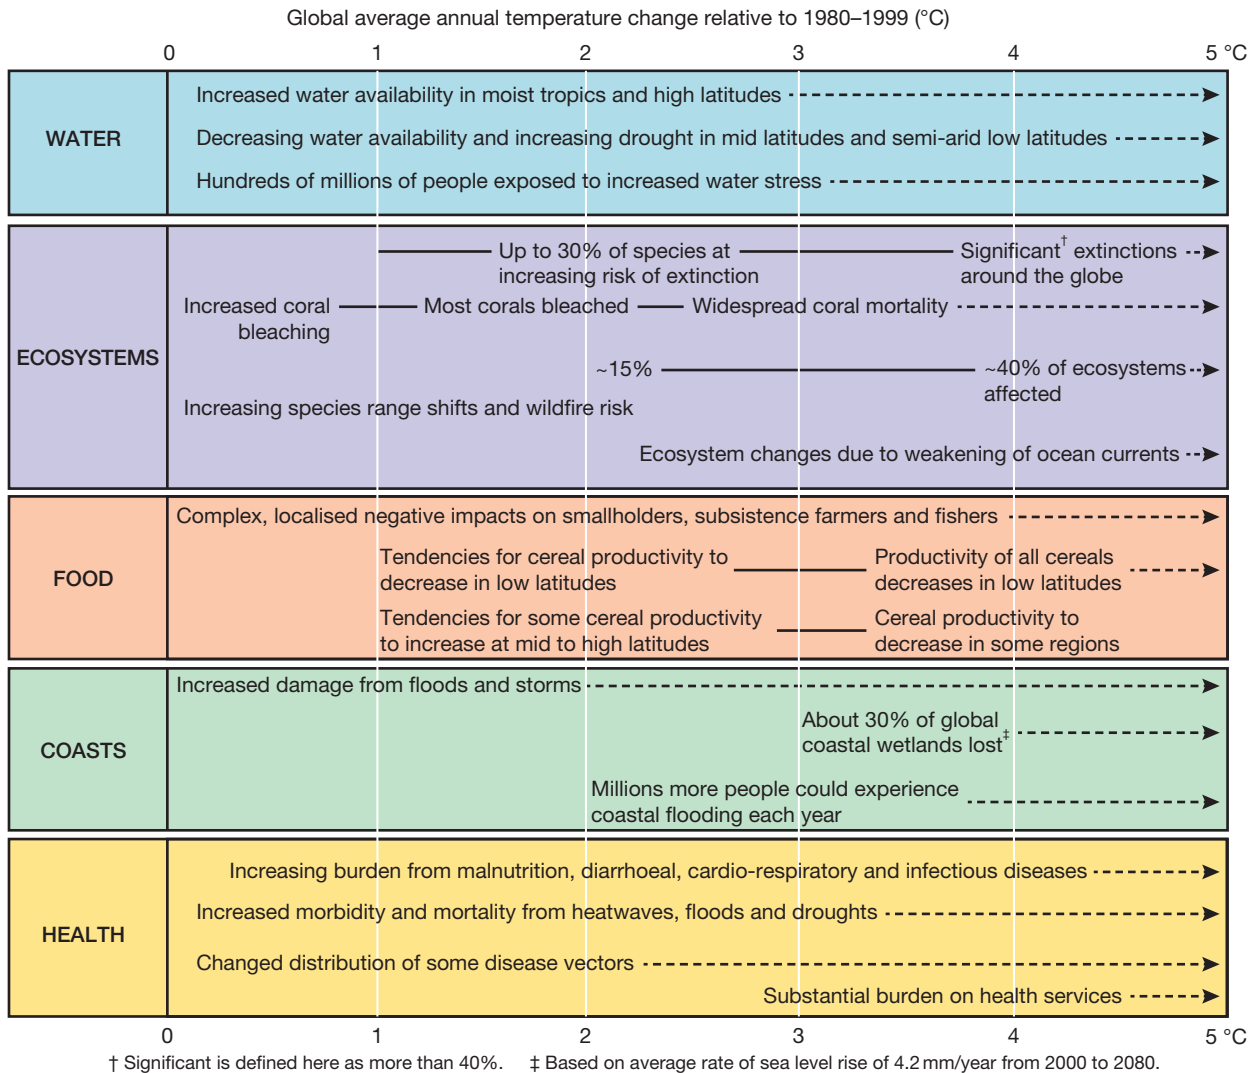 Global average annual temperature change relative to 1980–1999 (°C)
0 1 2 3 4 5 °C
WATER
Increased water availability in moist tropics and high latitudes
Decreasing water availability and increasing drought in mid latitudes and semi-arid low latitudes
Hundreds of millions of people exposed to increased water stress
ECOSYSTEMS
Up to 30% of species at
increasing risk of extinction
Significant† extinctions
around the globe
Increased coral
bleaching
Most corals bleached
Widespread coral mortality
~15%
~40% of ecosystems
affected
Increasing species range shifts and wildfire risk
Ecosystem changes due to weakening of ocean currents
FOOD
Complex, localised negative impacts on smallholders, subsistence farmers and fishers
Tendencies for cereal productivity to
decrease in low latitudes
Productivity of all cereals
decreases in low latitudes
Tendencies for some cereal productivity
to increase at mid to high latitudes
Cereal productivity to
decrease in some regions
COASTS
Increased damage from floods and storms
About 30% of global
coastal wetlands lost‡
Millions more people could experience
coastal flooding each year
HEALTH
Increasing burden from malnutrition, diarrhoeal, cardio-respiratory and infectious diseases
Increased morbidity and mortality from heatwaves, floods and droughts
Changed distribution of some disease vectors
Substantial burden on health services
0 1 2 3 4 5 °C
† Significant is defined here as more than 40%. ‡ Based on average rate of sea level rise of 4.2 mm/year from 2000 to 2080.